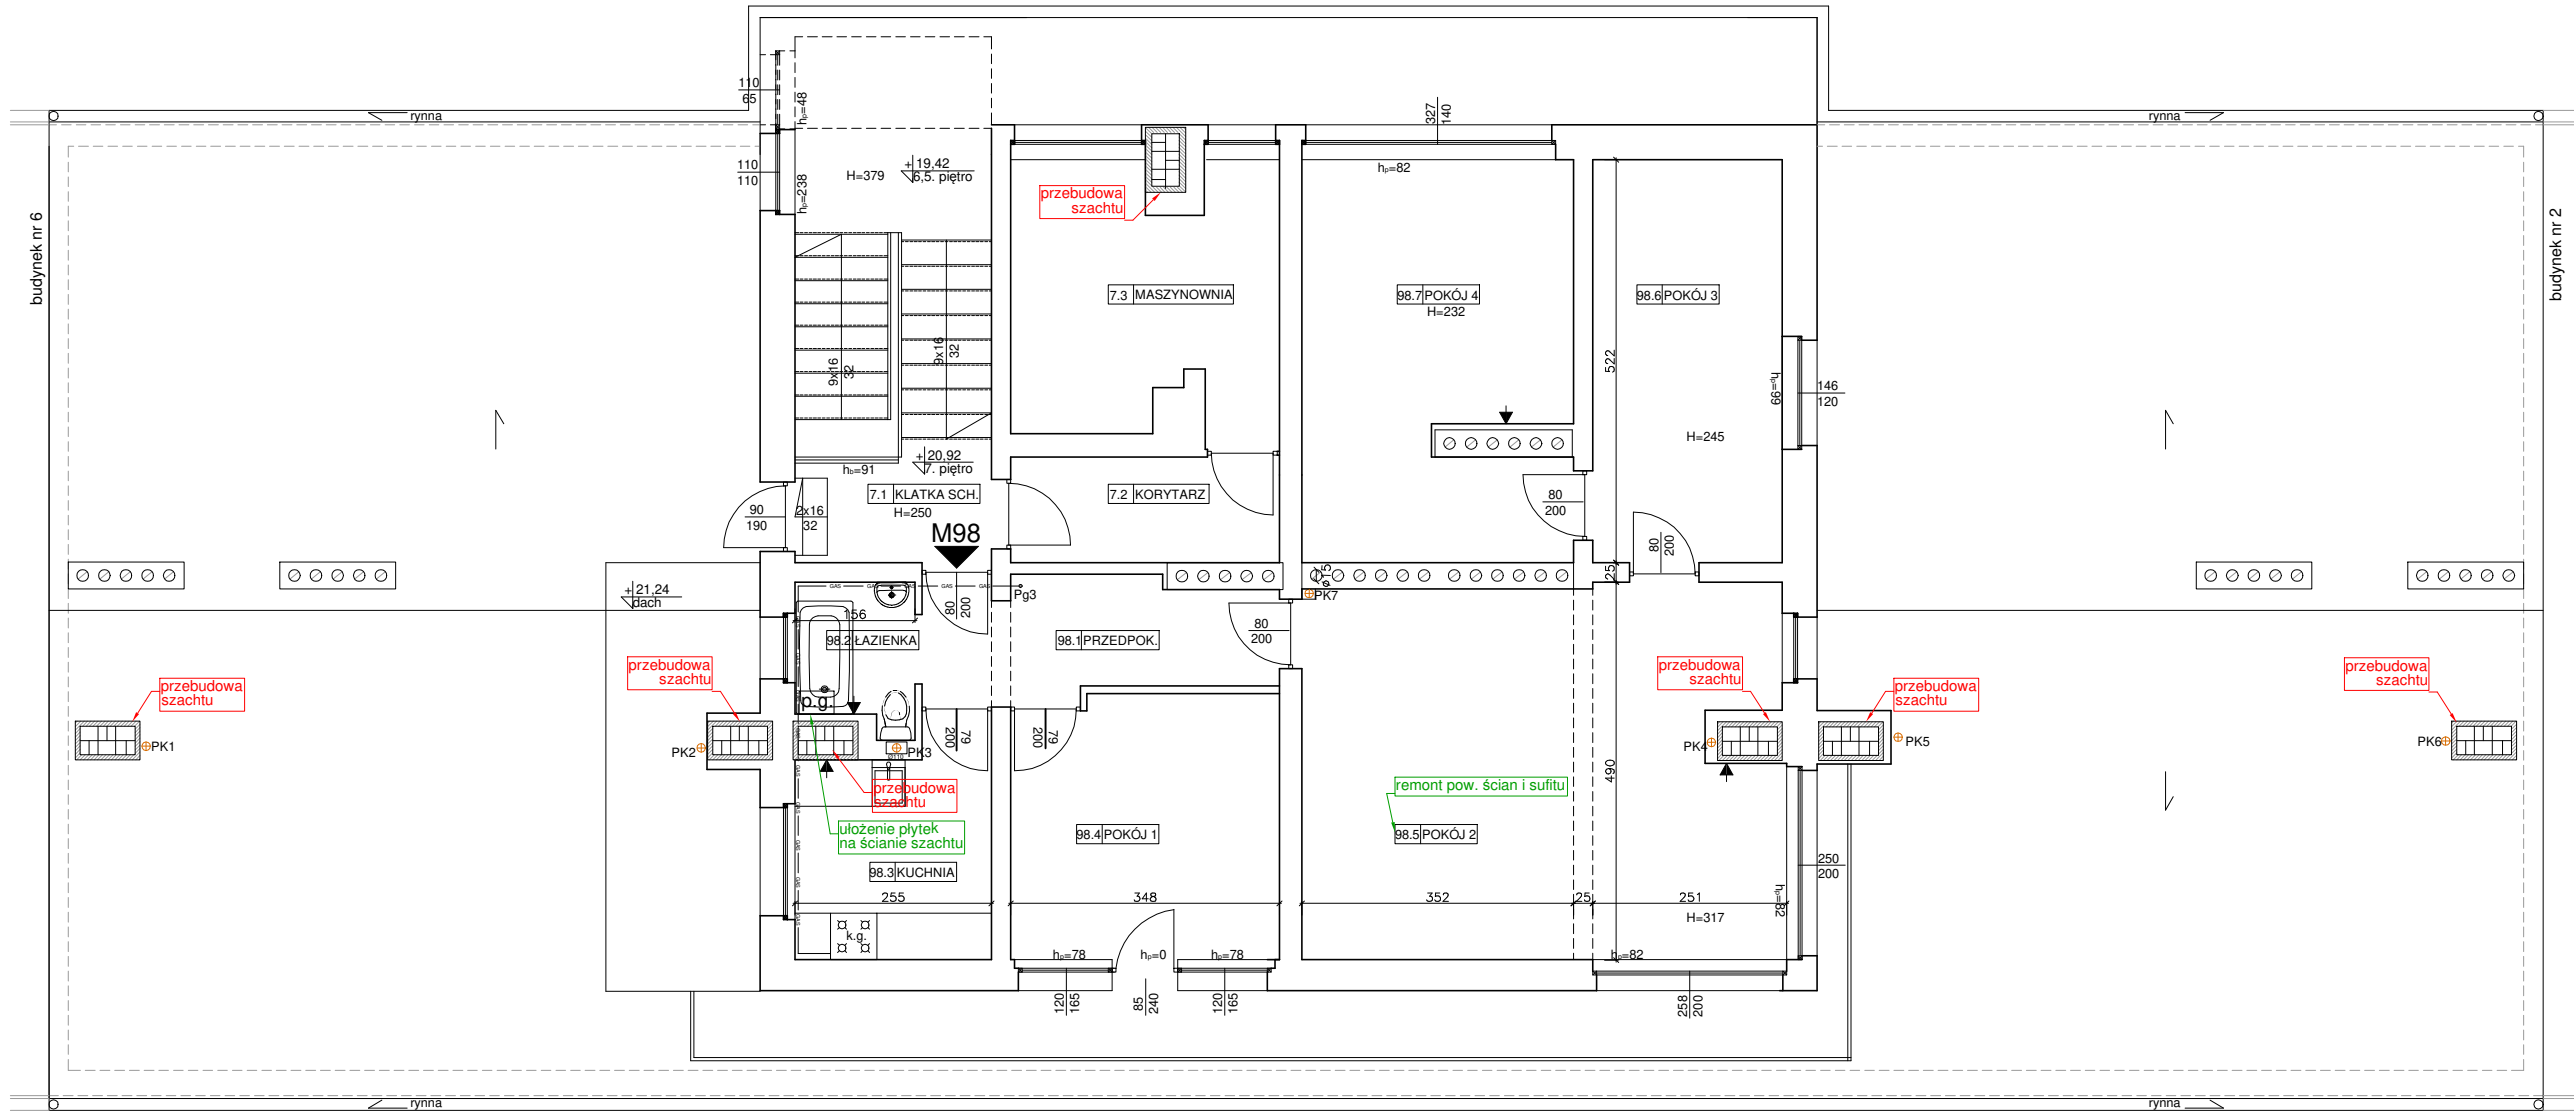 110
65
hp=48
rynna
327
140
rynna
110
110
hp=238
H=379
+19,42
6,5. piętro
hp=82
przebudowa
szachtu
budynek nr 6
budynek nr 2
7.3 MASZYNOWNIA
98.7 POKÓJ 4
H=232
98.6 POKÓJ 3
9x16
32
9x16
32
522
hp=99
146
120
H=245
hb=91
+20,92
7. piętro
7.1 KLATKA SCH.
H=250
7.2 KORYTARZ
90
190
2x16
32
80
200
M98
80
200
25
ø15
GAS
GAS
GAS
GAS
GAS
+21,24
dach
80
200
Pg3
PK7
156
98.2 ŁAZIENKA
98.1 PRZEDPOK.
80
200
przebudowa
szachtu
przebudowa
szachtu
przebudowa
szachtu
przebudowa
szachtu
przebudowa
szachtu
p.g.
PK1
PK2
PK3
79
200
79
200
PK4
PK5
PK6
490
przebudowa
szachtu
remont pow. ścian i sufitu
ułożenie płytek
na ścianie szachtu
98.4 POKÓJ 1
98.5 POKÓJ 2
98.3 KUCHNIA
250
200
255
348
352
25
251
hp=82
H=317
k.g.
hp=78
hp=0
hp=78
hp=82
120
165
85
240
120
165
258
200
rynna
rynna